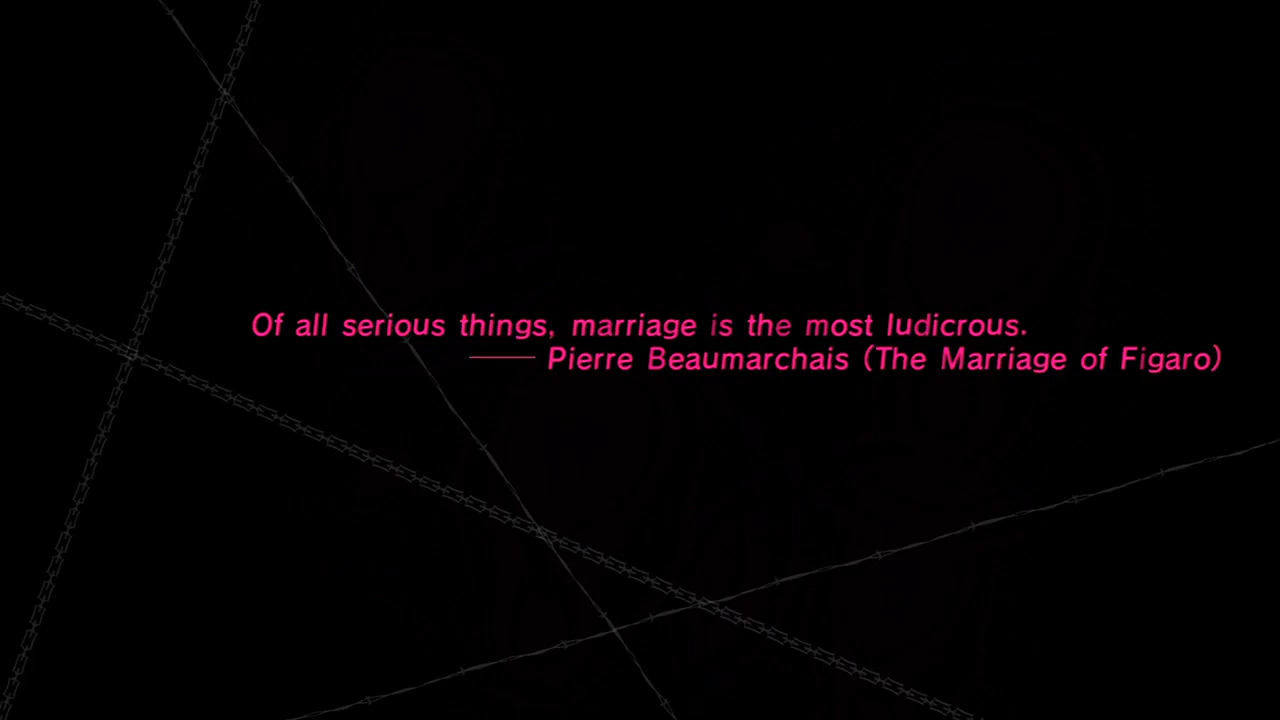 Of all serious things, marriage is the most ludicrous.
—— Pierre Beaumarchais (The Marriage of Figaro)